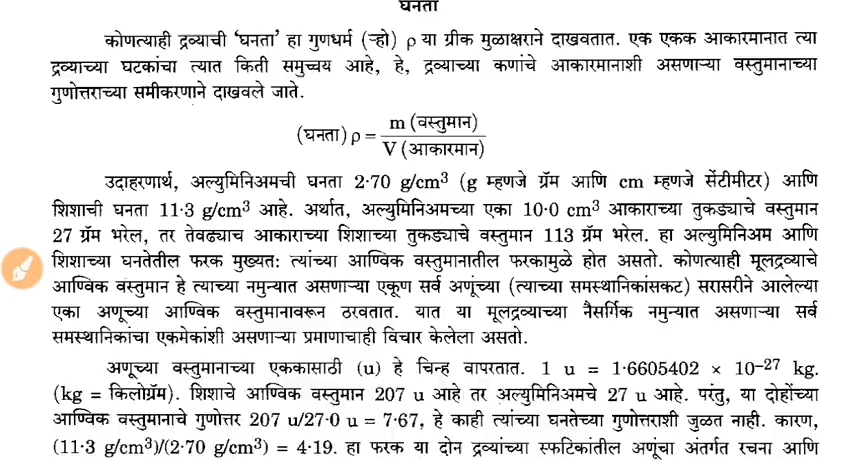 घनता
कोणत्याही द्रव्याची ‘घनता’ हा गुणधर्म (ऱ्हो) ρ या ग्रीक मुळाक्षराने दाखवतात. एक एकक आकारमानात त्या
द्रव्याच्या घटकांचा त्यात किती समुच्चय आहे, हे, द्रव्याच्या कणांचे आकारमानाशी असणाऱ्या वस्तुमानाच्या
गुणोत्तराच्या समीकरणाने दाखवले जाते.
(घनता) ρ = m (वस्तुमान)
V (आकारमान)
उदाहरणार्थ, अल्युमिनिअमची घनता 2·70 g/cm³ (g म्हणजे ग्रॅम आणि cm म्हणजे सेंटीमीटर) आणि
शिशाची घनता 11·3 g/cm³ आहे. अर्थात, अल्युमिनिअमच्या एका 10·0 cm³ आकाराच्या तुकड्याचे वस्तुमान
27 ग्रॅम भरेल, तर तेवढ्याच आकाराच्या शिशाच्या तुकड्याचे वस्तुमान 113 ग्रॅम भरेल. हा अल्युमिनिअम आणि
शिशाच्या घनतेतील फरक मुख्यतः त्यांच्या आण्विक वस्तुमानातील फरकामुळे होत असतो. कोणत्याही मूलद्रव्याचे
आण्विक वस्तुमान हे त्याच्या नमुन्यात असणाऱ्या एकूण सर्व अणूंच्या (त्याच्या समस्थानिकांसकट) सरासरीने आलेल्या
एका अणूच्या आण्विक वस्तुमानावरून ठरवतात. यात या मूलद्रव्याच्या नैसर्गिक नमुन्यात असणाऱ्या सर्व
समस्थानिकांचा एकमेकांशी असणाऱ्या प्रमाणाचाही विचार केलेला असतो.
अणूच्या वस्तुमानाच्या एककासाठी (u) हे चिन्ह वापरतात. 1 u = 1·6605402 × 10⁻²⁷ kg.
(kg = किलोग्रॅम). शिशाचे आण्विक वस्तुमान 207 u आहे तर अल्युमिनिअमचे 27 u आहे. परंतु, या दोहोंच्या
आण्विक वस्तुमानाचे गुणोत्तर 207 u/27·0 u = 7·67, हे काही त्यांच्या घनतेच्या गुणोत्तराशी जुळत नाही. कारण,
(11·3 g/cm³)/(2·70 g/cm³) = 4·19. हा फरक या दोन द्रव्यांच्या स्फटिकांतील अणूंचा अंतर्गत रचना आणि